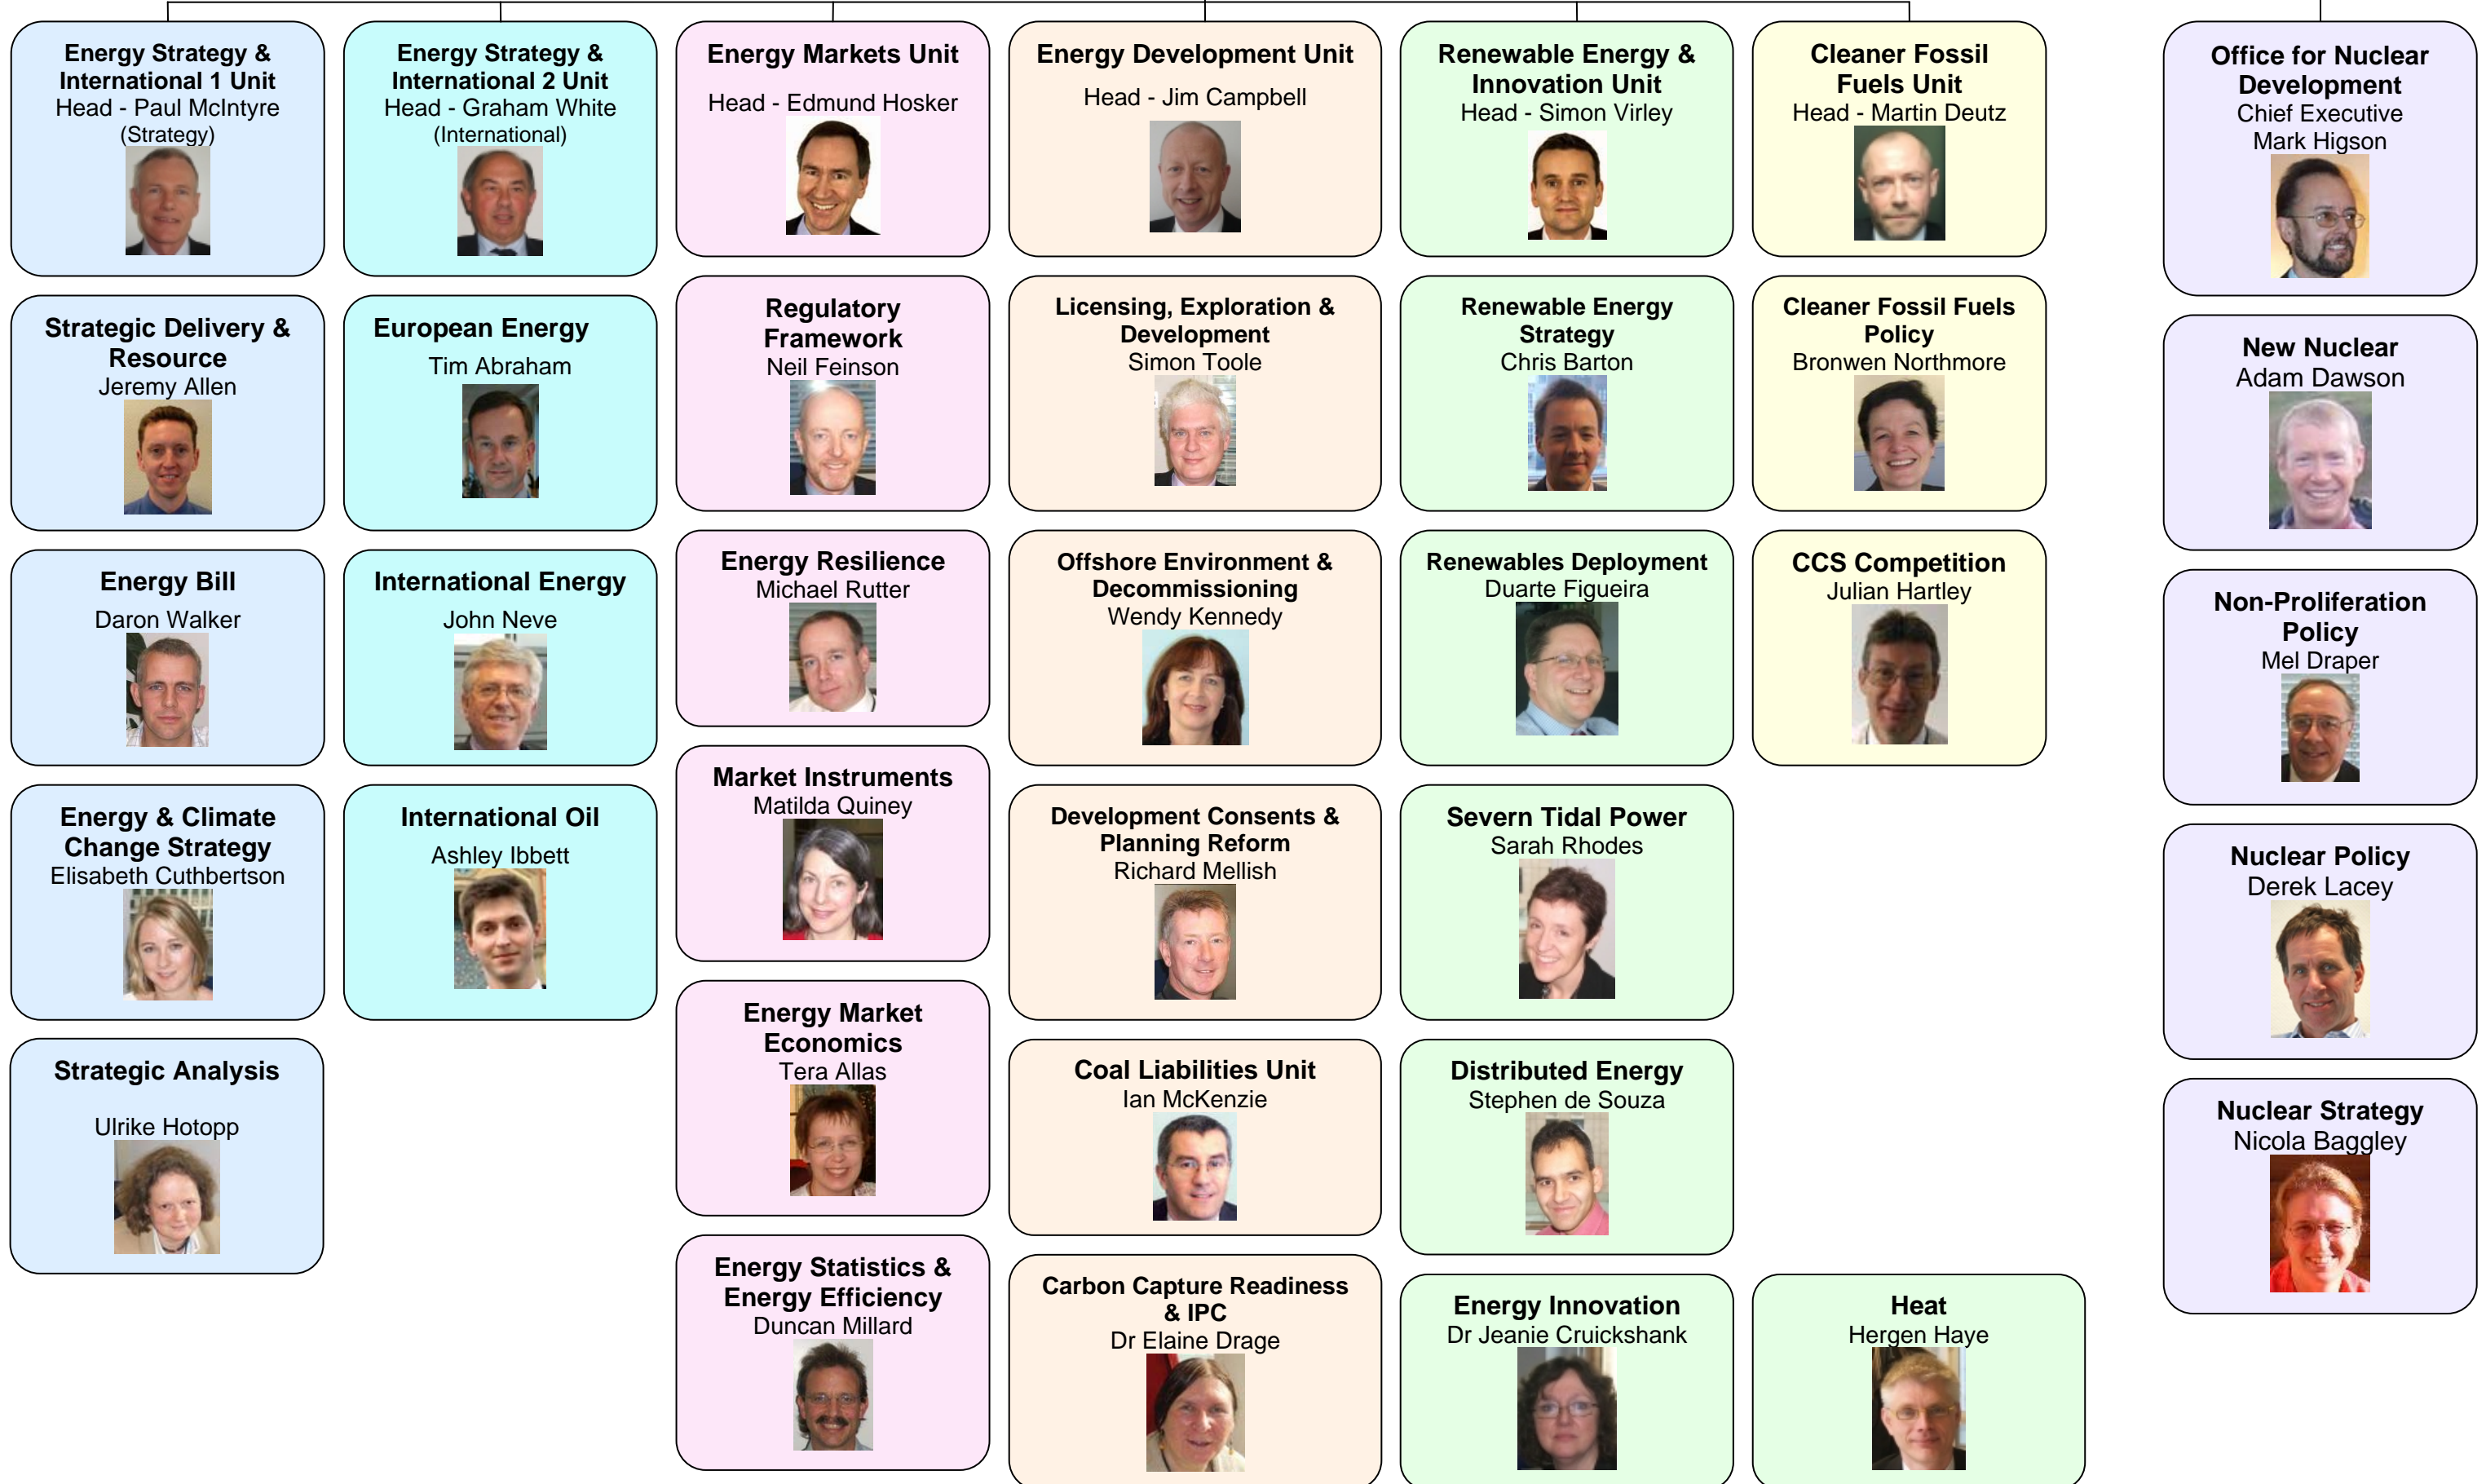 Energy Strategy &
International 1 Unit
Head - Paul McIntyre
(Strategy)
Strategic Delivery &
Resource
Jeremy Allen
Energy Bill
Daron Walker
Energy & Climate
Change Strategy
Elisabeth Cuthbertson
Strategic Analysis
Ulrike Hotopp
Energy Strategy &
International 2 Unit
Head - Graham White
(International)
European Energy
Tim Abraham
International Energy
John Neve
International Oil
Ashley Ibbett
Energy Markets Unit
Head - Edmund Hosker
Regulatory
Framework
Neil Feinson
Energy Resilience
Michael Rutter
Market Instruments
Matilda Quiney
Energy Market
Economics
Tera Allas
Energy Statistics &
Energy Efficiency
Duncan Millard
Energy Development Unit
Head - Jim Campbell
Licensing, Exploration &
Development
Simon Toole
Offshore Environment &
Decommissioning
Wendy Kennedy
Development Consents &
Planning Reform
Richard Mellish
Coal Liabilities Unit
Ian McKenzie
Carbon Capture Readiness
& IPC
Dr Elaine Drage
Renewable Energy &
Innovation Unit
Head - Simon Virley
Renewable Energy
Strategy
Chris Barton
Renewables Deployment
Duarte Figueira
Severn Tidal Power
Sarah Rhodes
Distributed Energy
Stephen de Souza
Energy Innovation
Dr Jeanie Cruickshank
Heat
Hergen Haye
Cleaner Fossil
Fuels Unit
Head - Martin Deutz
Cleaner Fossil Fuels
Policy
Bronwen Northmore
CCS Competition
Julian Hartley
Office for Nuclear
Development
Chief Executive
Mark Higson
New Nuclear
Adam Dawson
Non-Proliferation
Policy
Mel Draper
Nuclear Policy
Derek Lacey
Nuclear Strategy
Nicola Baggley